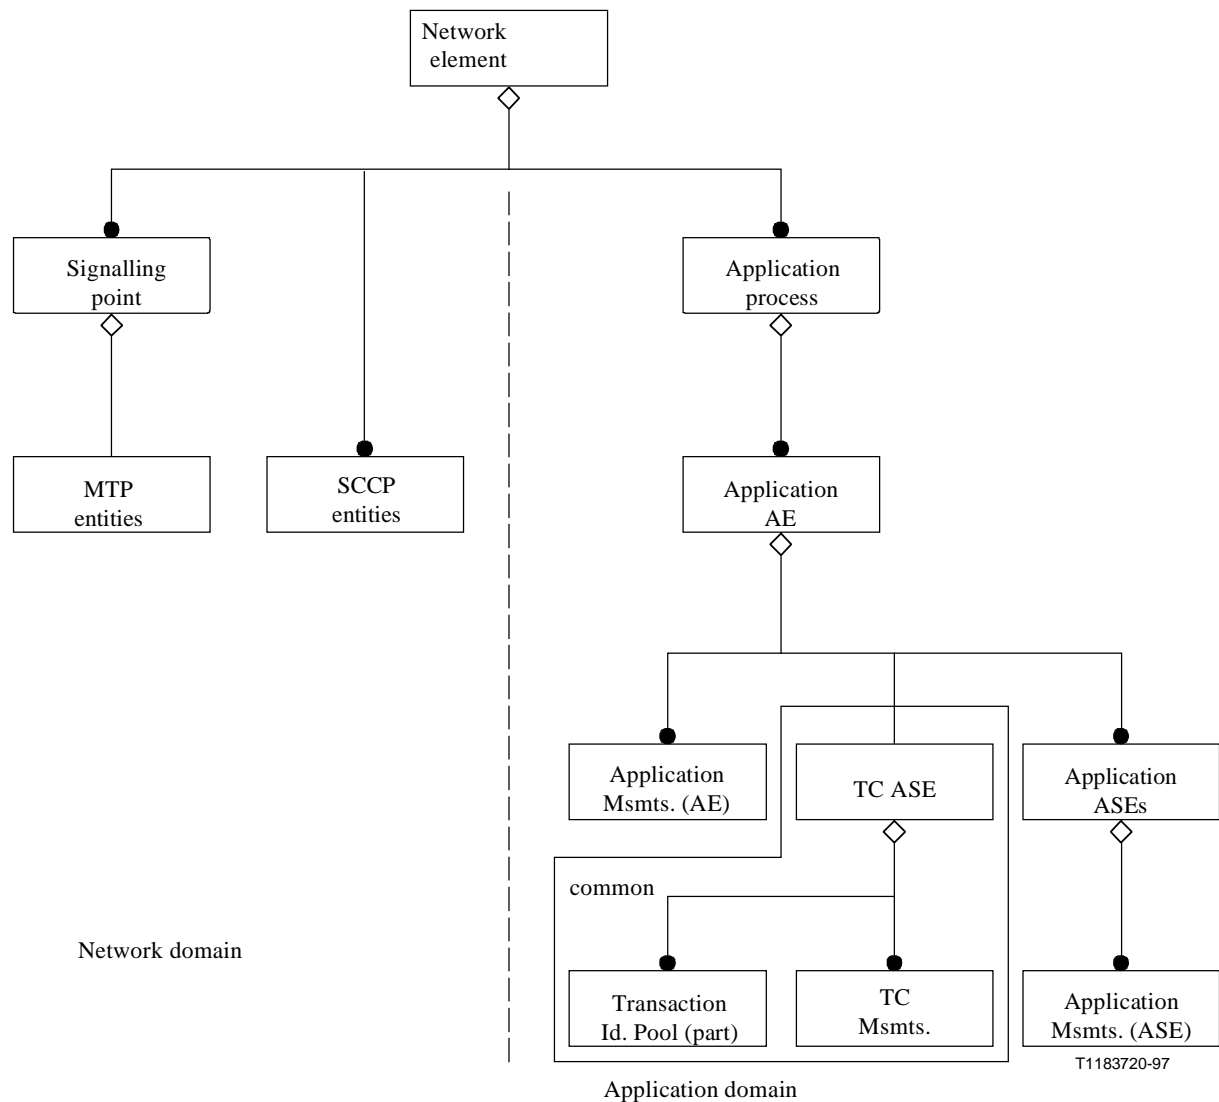 Network
element
Signalling
point
Application
process
MTP
entities
SCCP
entities
Application
AE
Application
Msmts. (AE)
TC ASE
Application
ASEs
common
Network domain
Transaction
Id. Pool (part)
TC
Msmts.
Application
Msmts. (ASE)
T1183720-97
Application domain